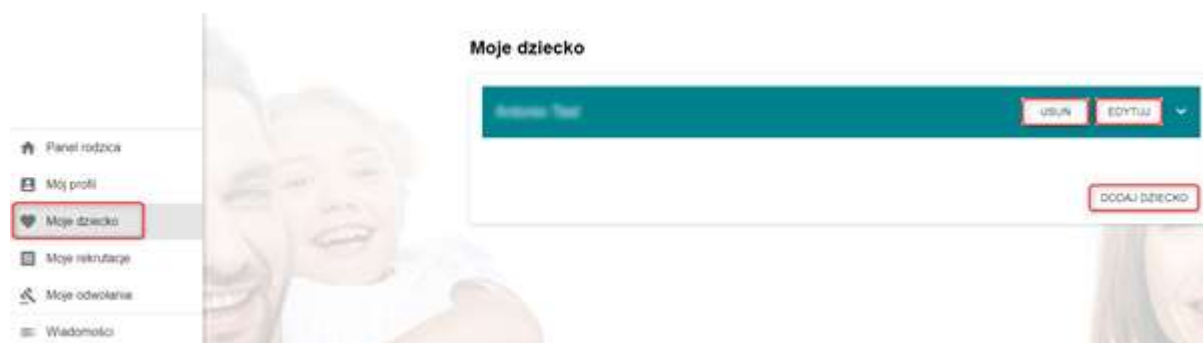 Moje dziecko
USUŃ
EDYTUJ
DODAJ DZIECKO
Panel rodzica
Mój profil
Moje dziecko
Moje rekrutacje
Moje odwołania
Wiadomości